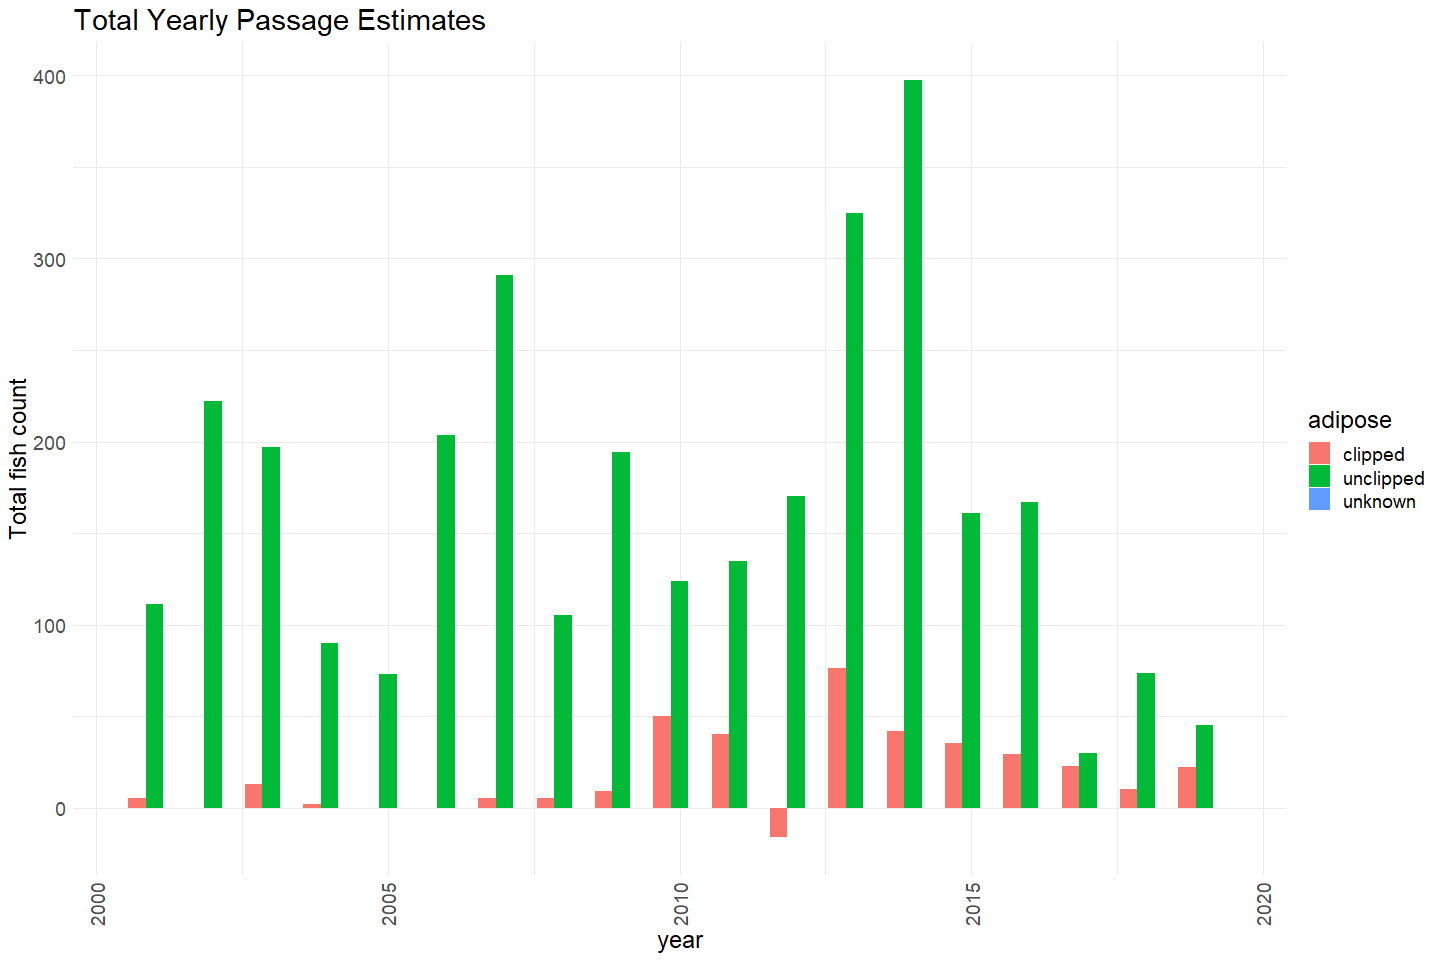 Total Yearly Passage Estimates
400
300
200
100
0
Total fish count
2000
2005
2010
2015
2020
year
adipose
clipped
unclipped
unknown